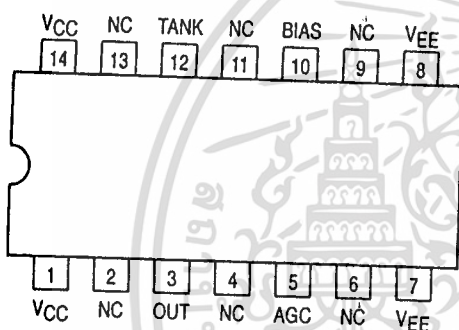 VCC NC TANK NC BIAS NC VEE
14 13 12 11 10 9 8
1 2 3 4 5 6 7
VCC NC OUT NC AGC NC VEE